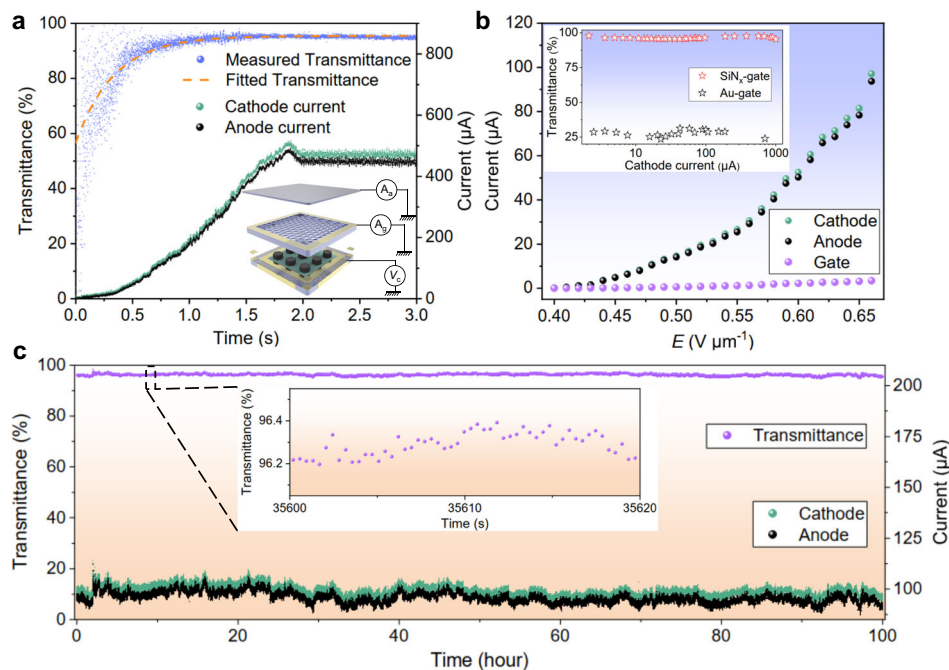 a
100
80
60
40
20
0
Transmittance (%)
Measured Transmittance
Fitted Transmittance
Cathode current
Anode current
Aa
Ag
Vc
800
600
400
200
0
Current (μA)
0.0 0.5 1.0 1.5 2.0 2.5 3.0
Time (s)
b
120
100
80
60
40
20
0
Current (μA)
100
75
50
25
Transmittance (%)
SiNx-gate
Au-gate
10 100 1000
Cathode current (μA)
Cathode
Anode
Gate
0.40 0.45 0.50 0.55 0.60 0.65
E (V μm⁻¹)
c
100
80
60
40
20
0
Transmittance (%)
96.4
96.2
Transmittance (%)
35600 35610 35620
Time (s)
Transmittance
Cathode
Anode
200
175
150
125
100
Current (μA)
0 20 40 60 80 100
Time (hour)